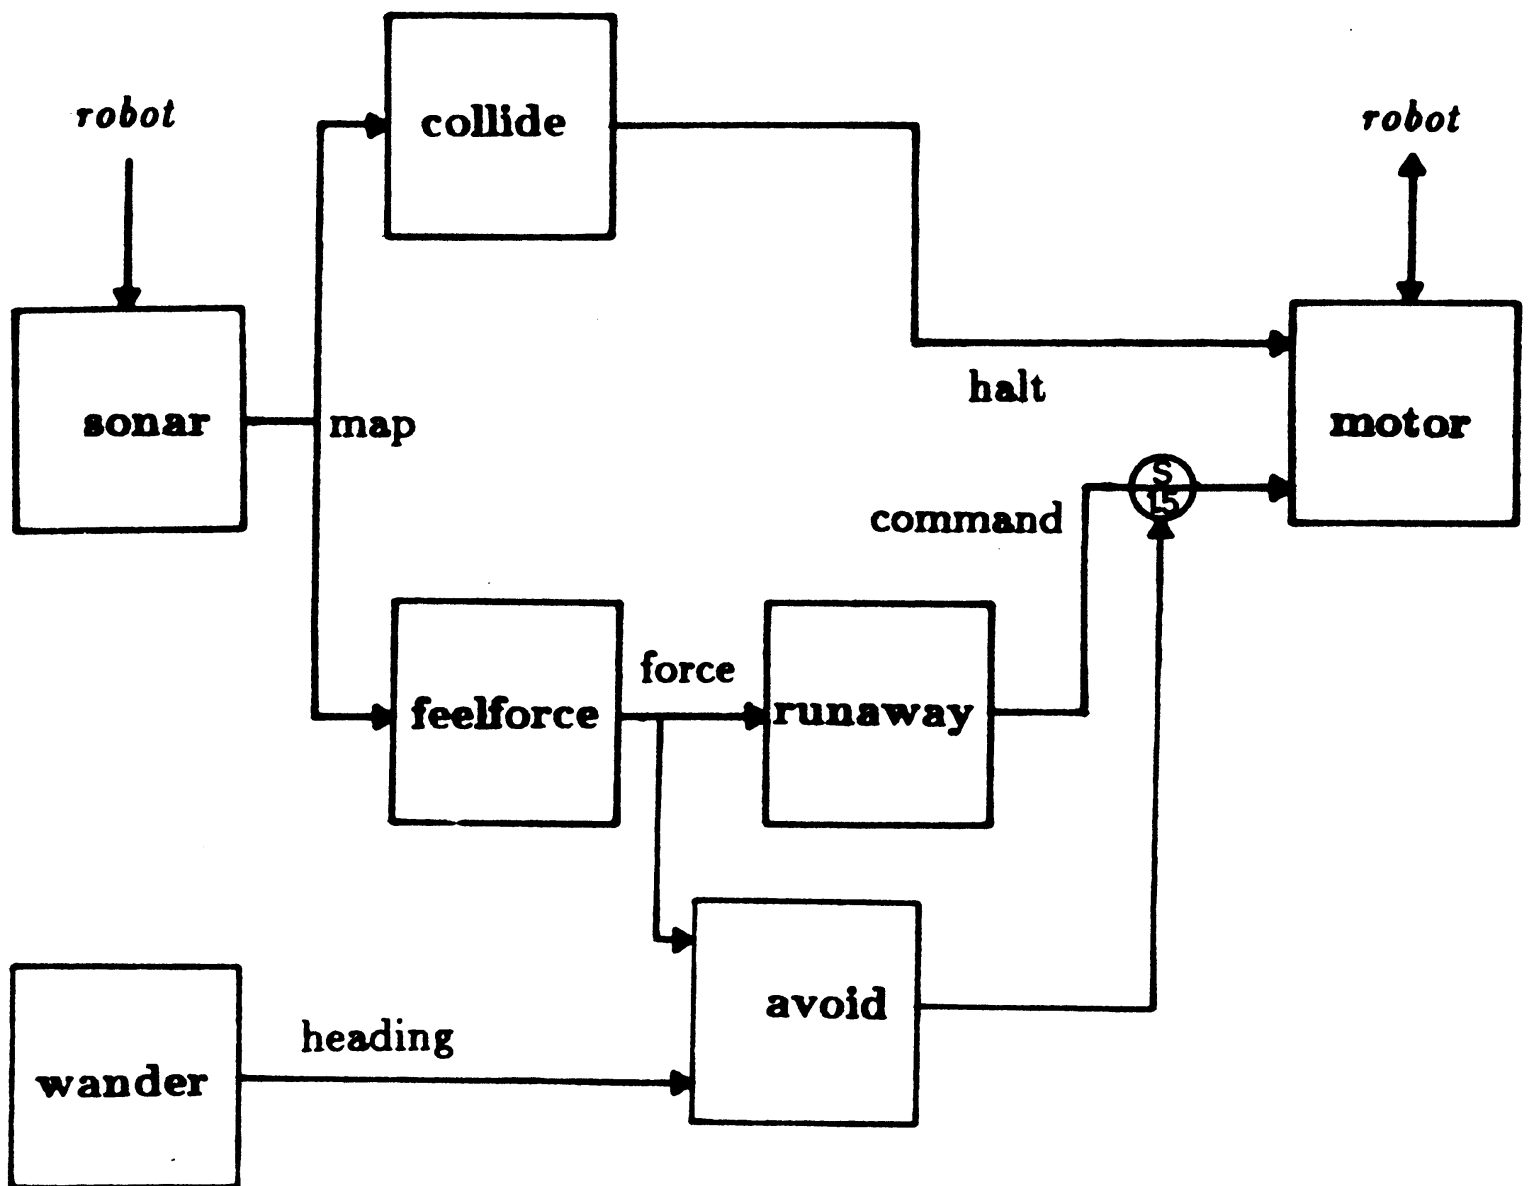 robot
collide
robot
sonar
map
halt
motor
S
15
command
force
feelforce
runaway
avoid
heading
wander